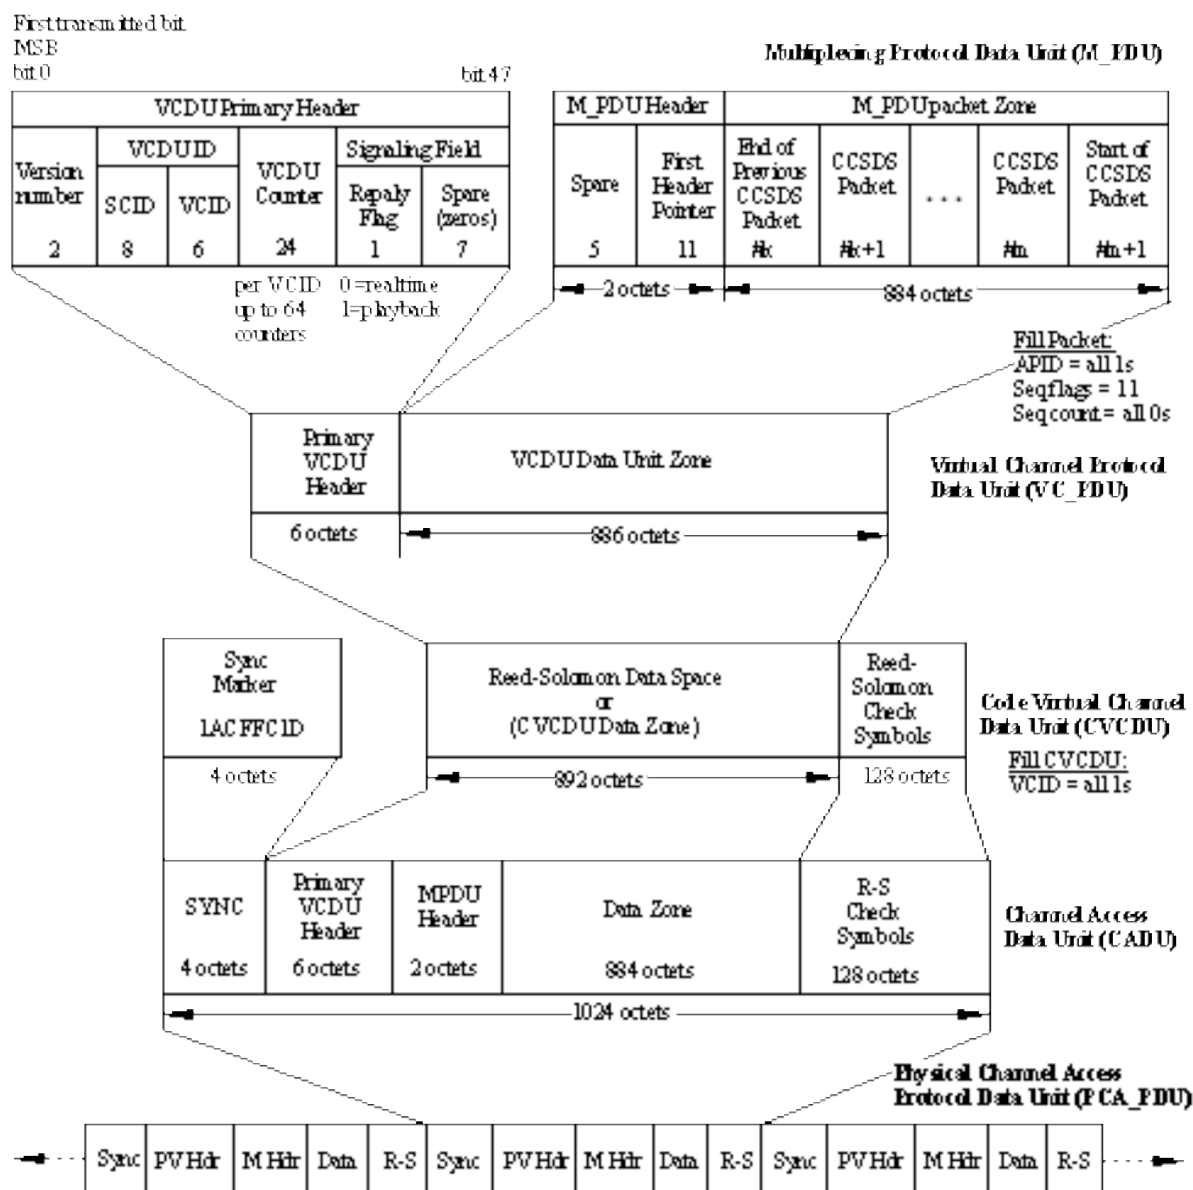 First transmitted bit
MSB
bit 0
bit 47
Multiplecing Protocol Data Unit (M_PDU)
VCDU Primary Header
M_PDU Header
M_PDU packet Zone
Version number
VCDU ID
SCID
VCID
VCDU Counter
Signaling Field
Repaly Flag
Spare (zeros)
2
8
6
24
1
7
Spare
First Header Pointer
End of Previous CCSDS Packet
CCSDS Packet
. . .
CCSDS Packet
Start of CCSDS Packet
5
11
#k
#k+1
#n
#n+1
per VCID
up to 64
counters
0=realtime
1=playback
2 octets
884 octets
Fill Packet:
APID = all 1s
Seqflags = 11
Seqcount = all 0s
Primary
VCDU
Header
VCDU Data Unit Zone
Virtual Channel Protocol
Data Unit (VC_PDU)
6 octets
886 octets
Sync
Marker
1ACFFC1D
Reed-Solomon Data Space
or
(CVCDU Data Zone)
Reed-
Solomon
Check
Symbols
Code Virtual Channel
Data Unit (CVCDU)
Fill CVCDU:
VCID = all 1s
4 octets
892 octets
128 octets
SYNC
Primary
VCDU
Header
MPDU
Header
Data Zone
R-S
Check
Symbols
Channel Access
Data Unit (CADU)
4 octets
6 octets
2 octets
884 octets
128 octets
1024 octets
Physical Channel Access
Protocol Data Unit (PCA_PDU)
Sync PV Hdr M Hdr Data R-S Sync PV Hdr M Hdr Data R-S Sync PV Hdr M Hdr Data R-S